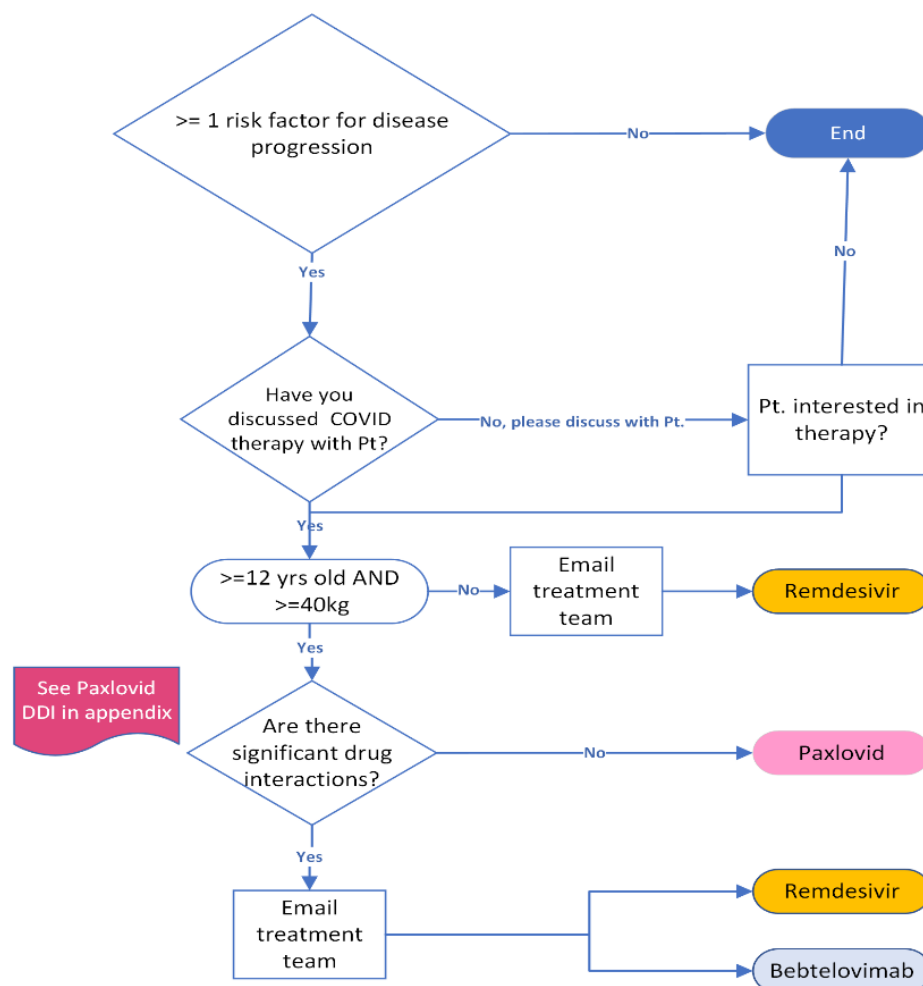 >= 1 risk factor for disease
progression
No
End
Yes
No
Have you
discussed  COVID
therapy with Pt?
No, please discuss with Pt.
Pt. interested in
therapy?
Yes
>=12 yrs old AND
>=40kg
No
Email
treatment
team
Remdesivir
Yes
See Paxlovid
DDI in appendix
Are there
significant drug
interactions?
No
Paxlovid
Yes
Email
treatment
team
Remdesivir
Bebtelovimab